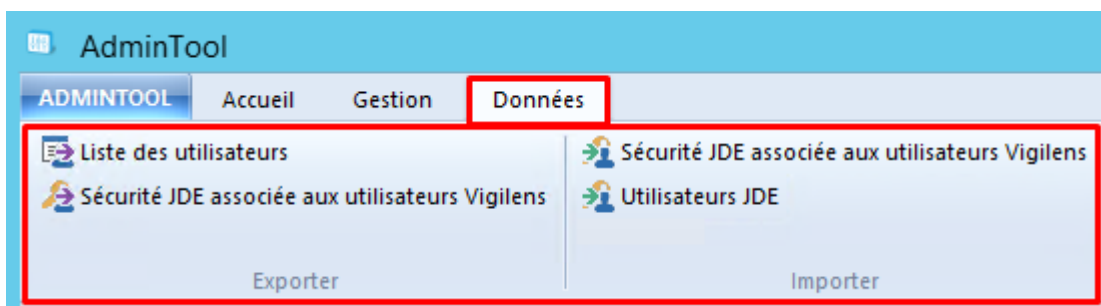 AdminTool
ADMINTOOL Accueil Gestion Données
Liste des utilisateurs
Sécurité JDE associée aux utilisateurs Vigilens
Exporter
Sécurité JDE associée aux utilisateurs Vigilens
Utilisateurs JDE
Importer